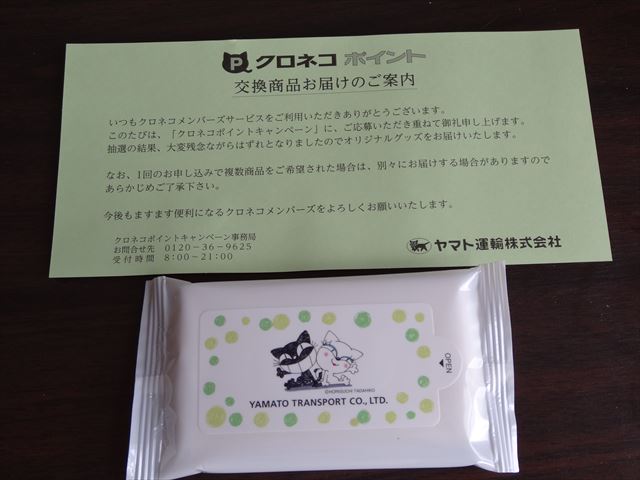 P クロネコ ポイント
交換商品お届けのご案内
いつもクロネコメンバーズサービスをご利用いただきありがとうございます。
このたびは、「クロネコポイントキャンペーン」に、ご応募いただき重ねて御礼申し上げます。
抽選の結果、大変残念ながらはずれとなりましたのでオリジナルグッズをお届けいたします。
なお、1回のお申し込みで複数商品をご希望された場合は、別々にお届けする場合がありますので
あらかじめご了承下さい。
今後もますます便利になるクロネコメンバーズをよろしくお願いいたします。
クロネコポイントキャンペーン事務局
お問合せ先 0120-36-9625
受付時間 8:00~21:00
ヤマト運輸株式会社
OPEN
©HORIGUCHI TADAHIKO
YAMATO TRANSPORT CO., LTD.